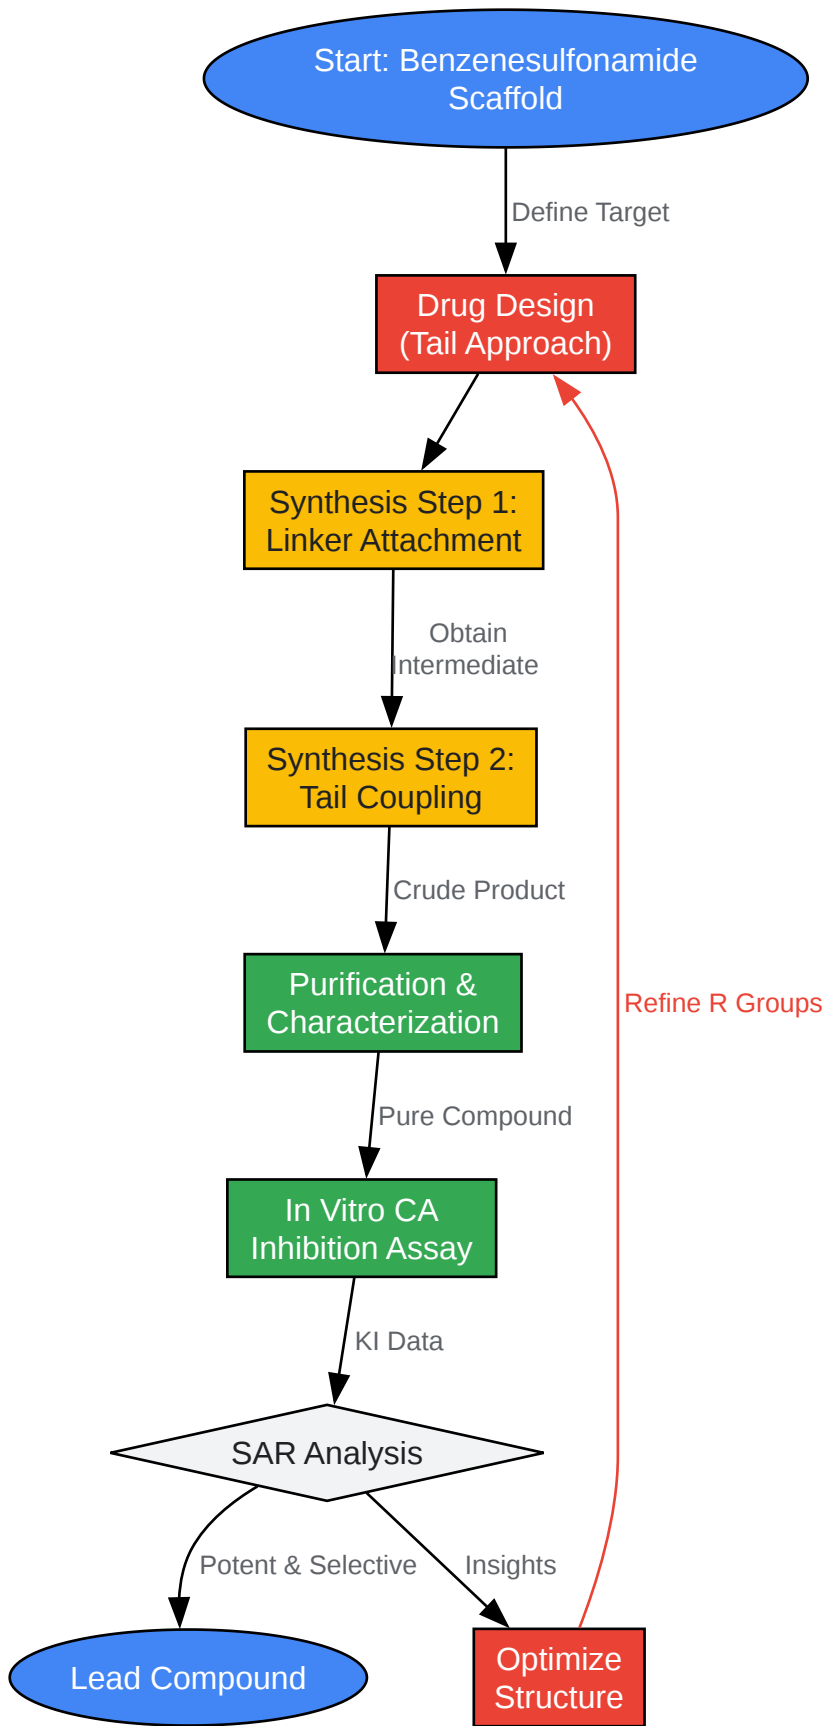 Start: Benzenesulfonamide
Scaffold
Define Target
Drug Design
(Tail Approach)
Synthesis Step 1:
Linker Attachment
Obtain
Intermediate
Synthesis Step 2:
Tail Coupling
Crude Product
Purification &
Characterization
Refine R Groups
Pure Compound
In Vitro CA
Inhibition Assay
KI Data
SAR Analysis
Potent & Selective
Insights
Lead Compound
Optimize
Structure